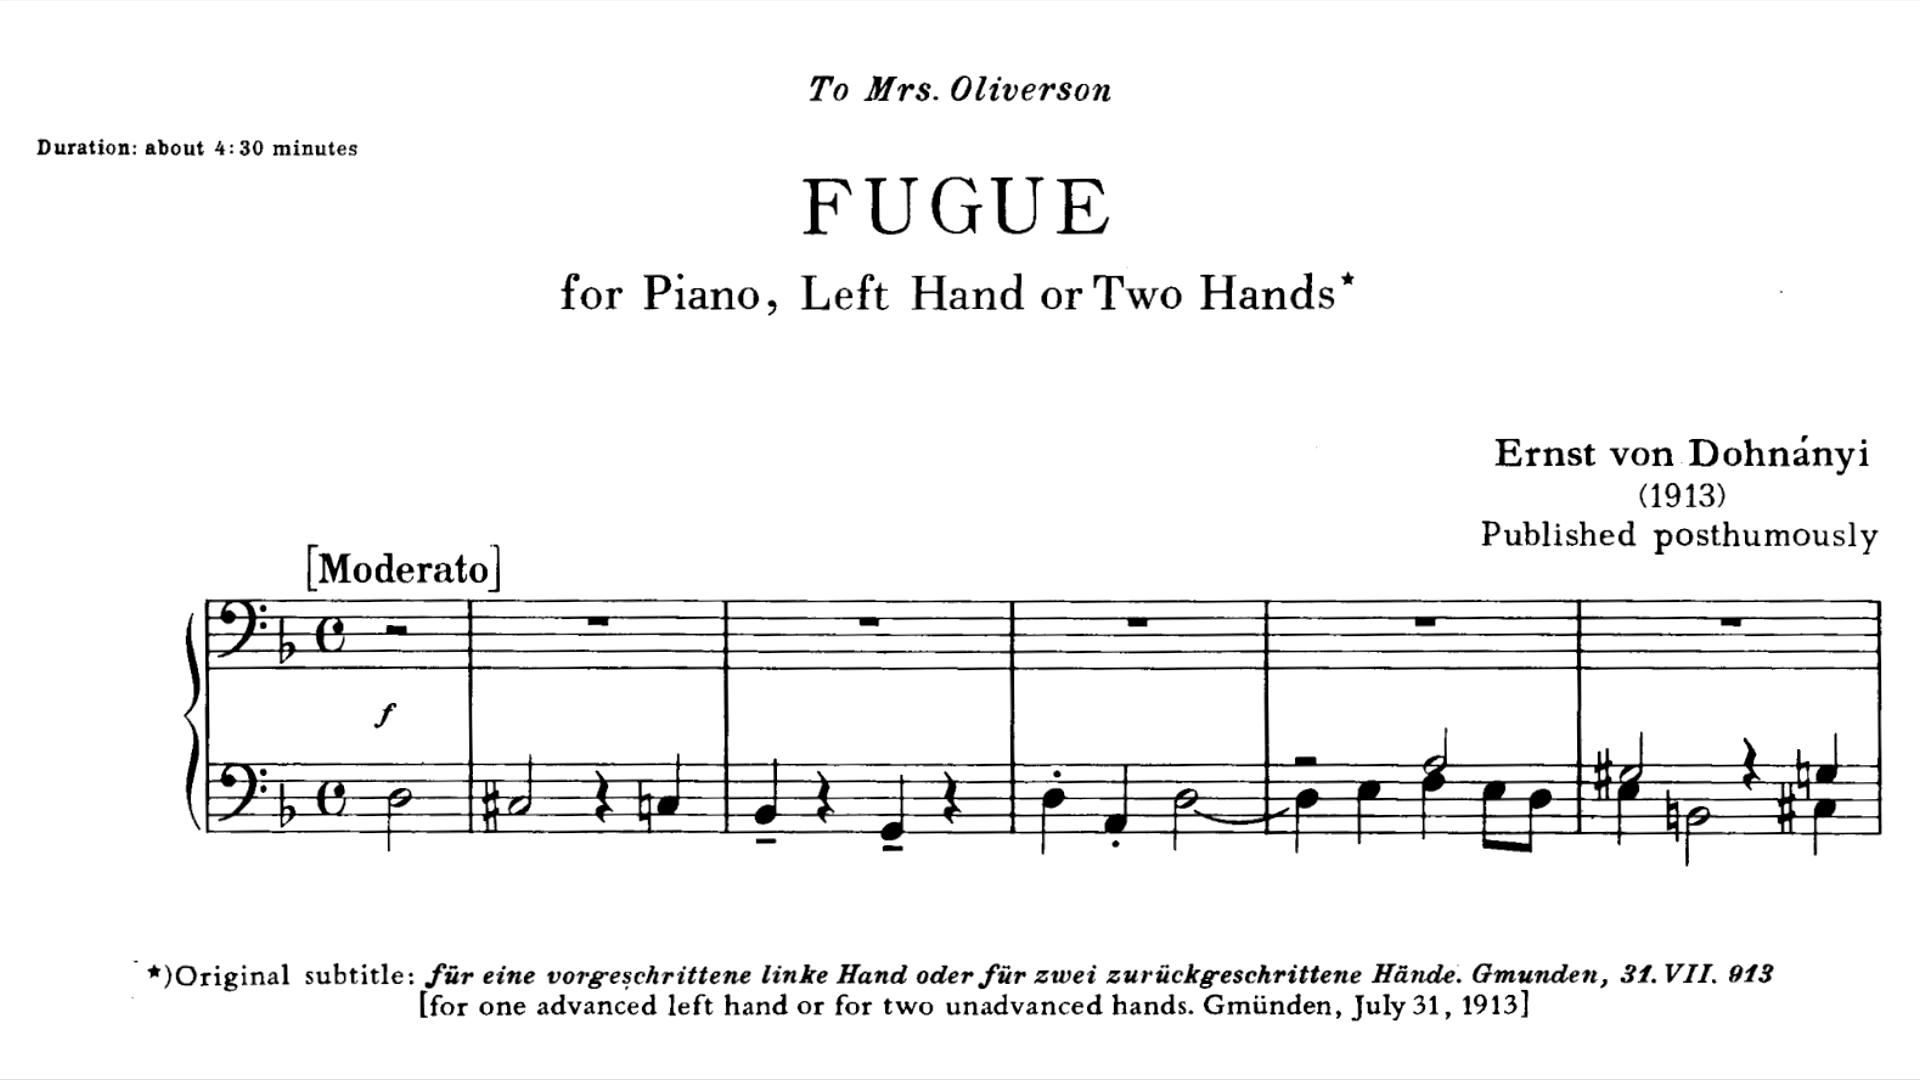 To Mrs. Oliverson
Duration: about 4:30 minutes
FUGUE
for Piano, Left Hand or Two Hands*
Ernst von Dohnányi
(1913)
Published posthumously
[Moderato]
f
*)Original subtitle: für eine vorgeschrittene linke Hand oder für zwei zurückgeschrittene Hände. Gmunden, 31. VII. 913
[for one advanced left hand or for two unadvanced hands. Gmünden, July 31, 1913]